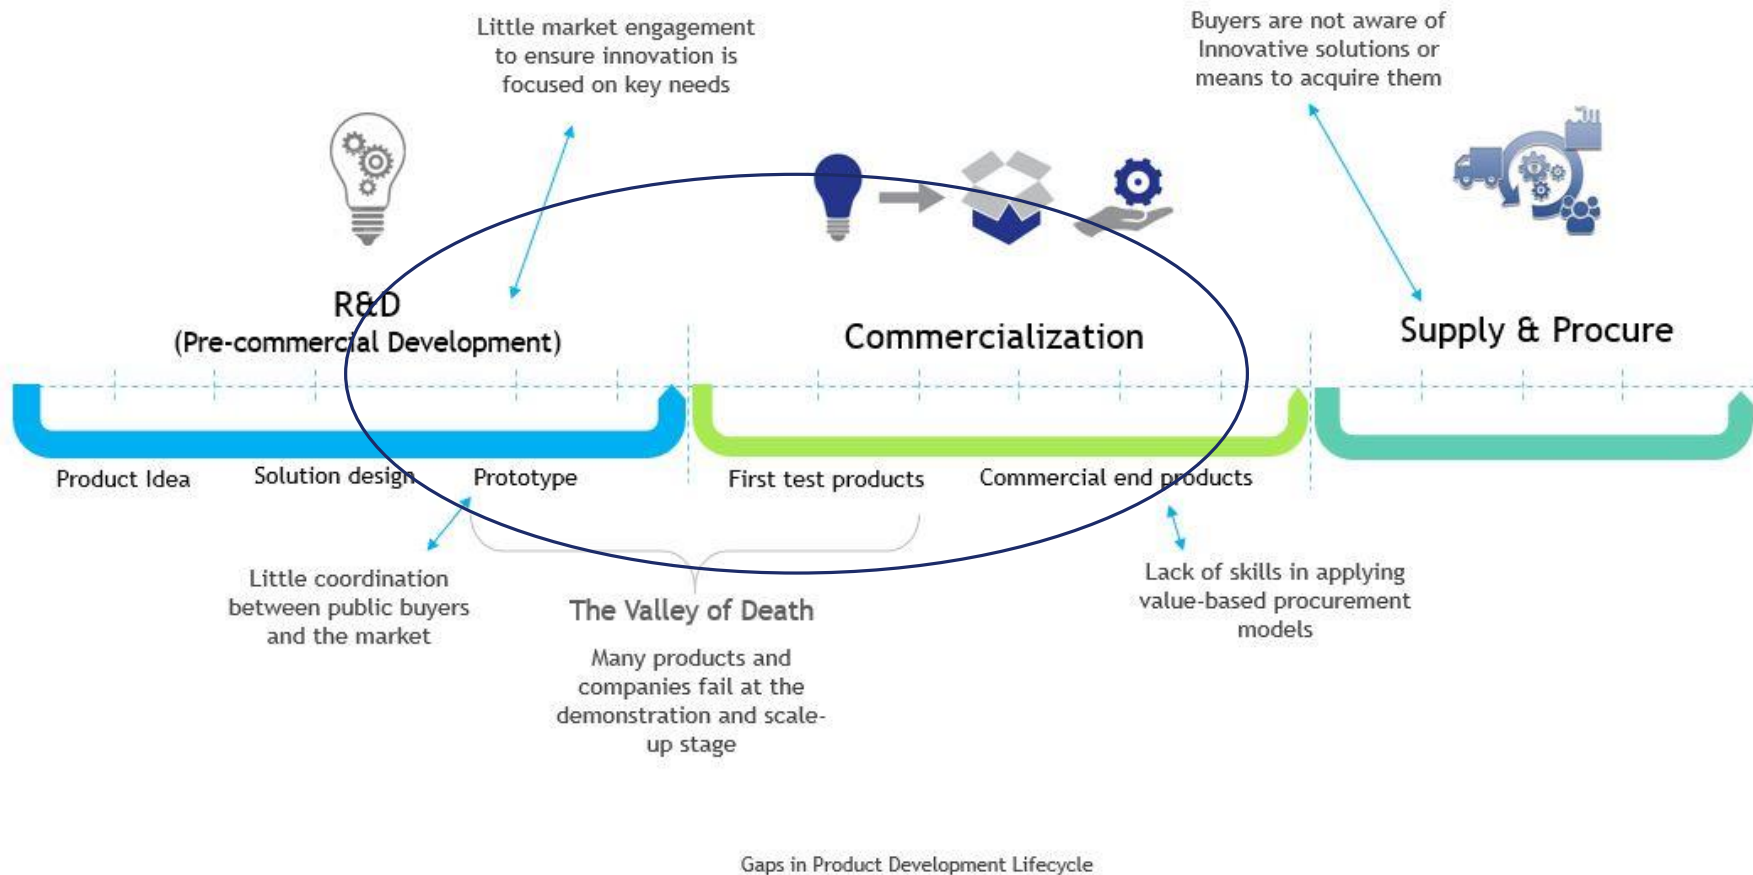 Little market engagement
to ensure innovation is
focused on key needs
Buyers are not aware of
Innovative solutions or
means to acquire them
R&D
(Pre-commercial Development)
Commercialization
Supply & Procure
Product Idea
Solution design
Prototype
First test products
Commercial end products
Little coordination
between public buyers
and the market
The Valley of Death
Many products and
companies fail at the
demonstration and scale-
up stage
Lack of skills in applying
value-based procurement
models
Gaps in Product Development Lifecycle